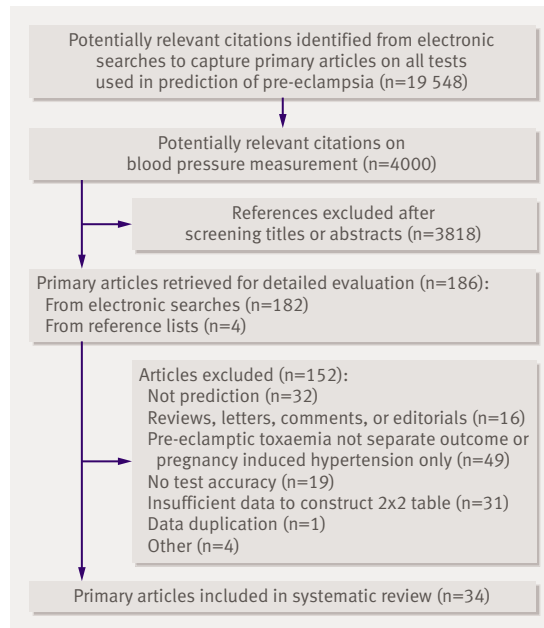 Potentially relevant citations identified from electronic
searches to capture primary articles on all tests
used in prediction of pre-eclampsia (n=19 548)
Potentially relevant citations on
blood pressure measurement (n=4000)
References excluded after
screening titles or abstracts (n=3818)
Primary articles retrieved for detailed evaluation (n=186):
From electronic searches (n=182)
From reference lists (n=4)
Articles excluded (n=152):
Not prediction (n=32)
Reviews, letters, comments, or editorials (n=16)
Pre-eclamptic toxaemia not separate outcome or
pregnancy induced hypertension only (n=49)
No test accuracy (n=19)
Insufficient data to construct 2x2 table (n=31)
Data duplication (n=1)
Other (n=4)
Primary articles included in systematic review (n=34)